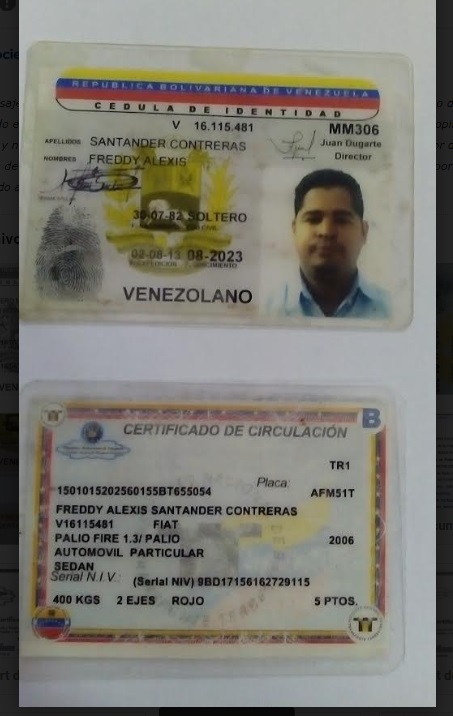 REPUBLICA BOLIVARIANA DE VENEZUELA
CEDULA DE IDENTIDAD
V 16.115.481 MM306
APELLIDOS SANTANDER CONTRERAS Juan Dugarte
NOMBRES FREDDY ALEXIS Director
30-07-82 SOLTERO
02-08-13 08-2023
VENEZOLANO
B
CERTIFICADO DE CIRCULACIÓN
TR1
Placa:
1501015202560155BT655054 AFM51T
FREDDY ALEXIS SANTANDER CONTRERAS
V16115481 FIAT
PALIO FIRE 1.3/ PALIO 2006
AUTOMOVIL PARTICULAR
SEDAN
Serial N.I.V.: (Serial NIV) 9BD17156162729115
400 KGS 2 EJES ROJO 5 PTOS.